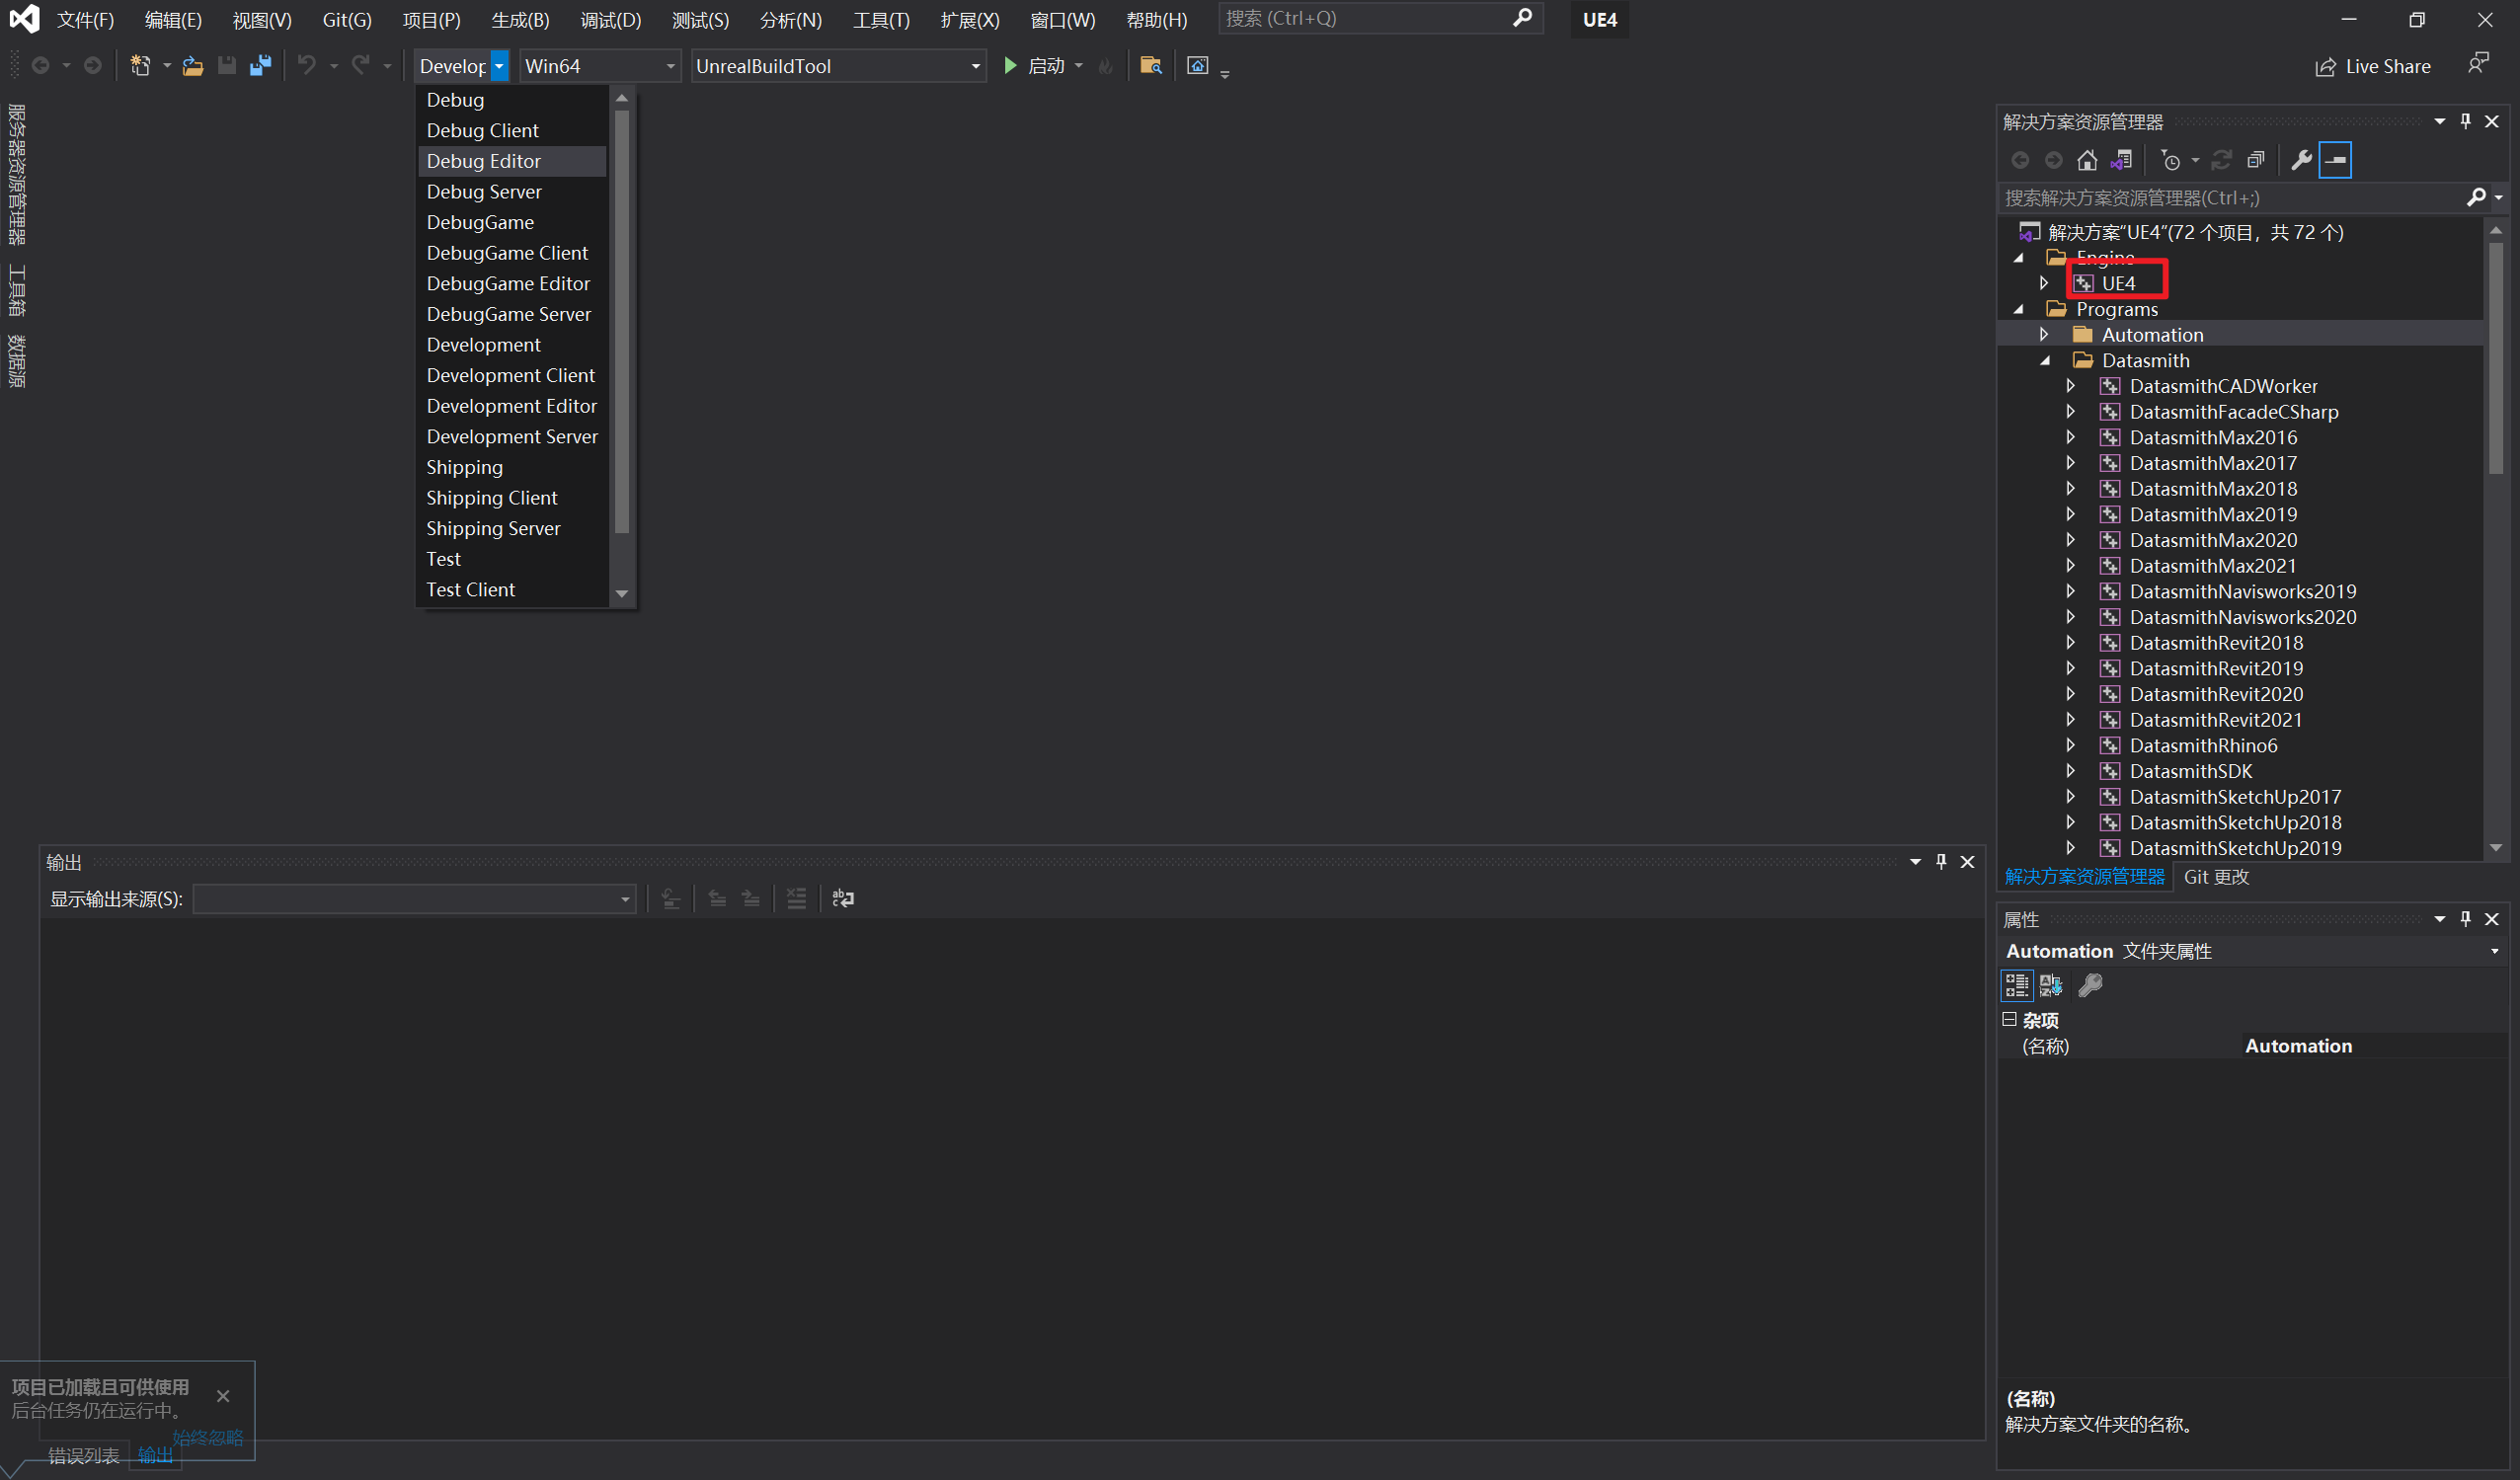 文件(F) 编辑(E) 视图(V) Git(G) 项目(P) 生成(B) 调试(D) 测试(S) 分析(N) 工具(T) 扩展(X) 窗口(W) 帮助(H) 搜索 (Ctrl+Q) UE4
Develop Win64 UnrealBuildTool 启动 Live Share
服务器资源管理器
工具箱
数据源
Debug
Debug Client
Debug Editor
Debug Server
DebugGame
DebugGame Client
DebugGame Editor
DebugGame Server
Development
Development Client
Development Editor
Development Server
Shipping
Shipping Client
Shipping Server
Test
Test Client
解决方案资源管理器
搜索解决方案资源管理器(Ctrl+;)
解决方案“UE4”(72 个项目，共 72 个)
Engine
UE4
Programs
Automation
Datasmith
DatasmithCADWorker
DatasmithFacadeCSharp
DatasmithMax2016
DatasmithMax2017
DatasmithMax2018
DatasmithMax2019
DatasmithMax2020
DatasmithMax2021
DatasmithNavisworks2019
DatasmithNavisworks2020
DatasmithRevit2018
DatasmithRevit2019
DatasmithRevit2020
DatasmithRevit2021
DatasmithRhino6
DatasmithSDK
DatasmithSketchUp2017
DatasmithSketchUp2018
DatasmithSketchUp2019
解决方案资源管理器 Git 更改
输出
显示输出来源(S):
属性
Automation 文件夹属性
杂项
(名称) Automation
(名称)
解决方案文件夹的名称。
项目已加载且可供使用
后台任务仍在运行中。
始终忽略
错误列表 输出